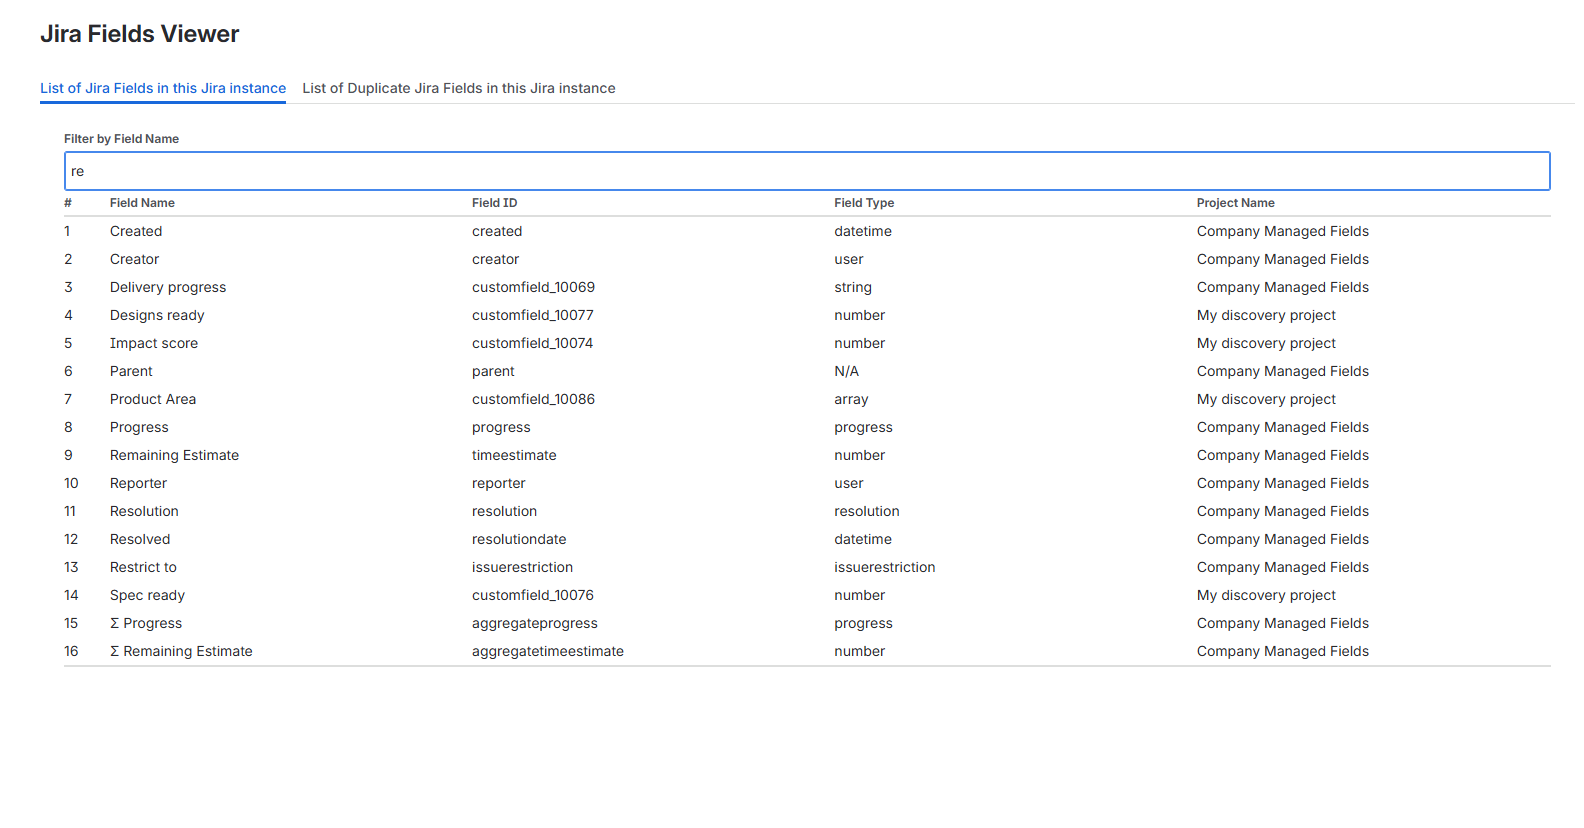 Jira Fields Viewer
List of Jira Fields in this Jira instance List of Duplicate Jira Fields in this Jira instance
Filter by Field Name
re
# Field Name Field ID Field Type Project Name
1 Created created datetime Company Managed Fields
2 Creator creator user Company Managed Fields
3 Delivery progress customfield_10069 string Company Managed Fields
4 Designs ready customfield_10077 number My discovery project
5 Impact score customfield_10074 number My discovery project
6 Parent parent N/A Company Managed Fields
7 Product Area customfield_10086 array My discovery project
8 Progress progress progress Company Managed Fields
9 Remaining Estimate timeestimate number Company Managed Fields
10 Reporter reporter user Company Managed Fields
11 Resolution resolution resolution Company Managed Fields
12 Resolved resolutiondate datetime Company Managed Fields
13 Restrict to issuerestriction issuerestriction Company Managed Fields
14 Spec ready customfield_10076 number My discovery project
15 Σ Progress aggregateprogress progress Company Managed Fields
16 Σ Remaining Estimate aggregatetimeestimate number Company Managed Fields